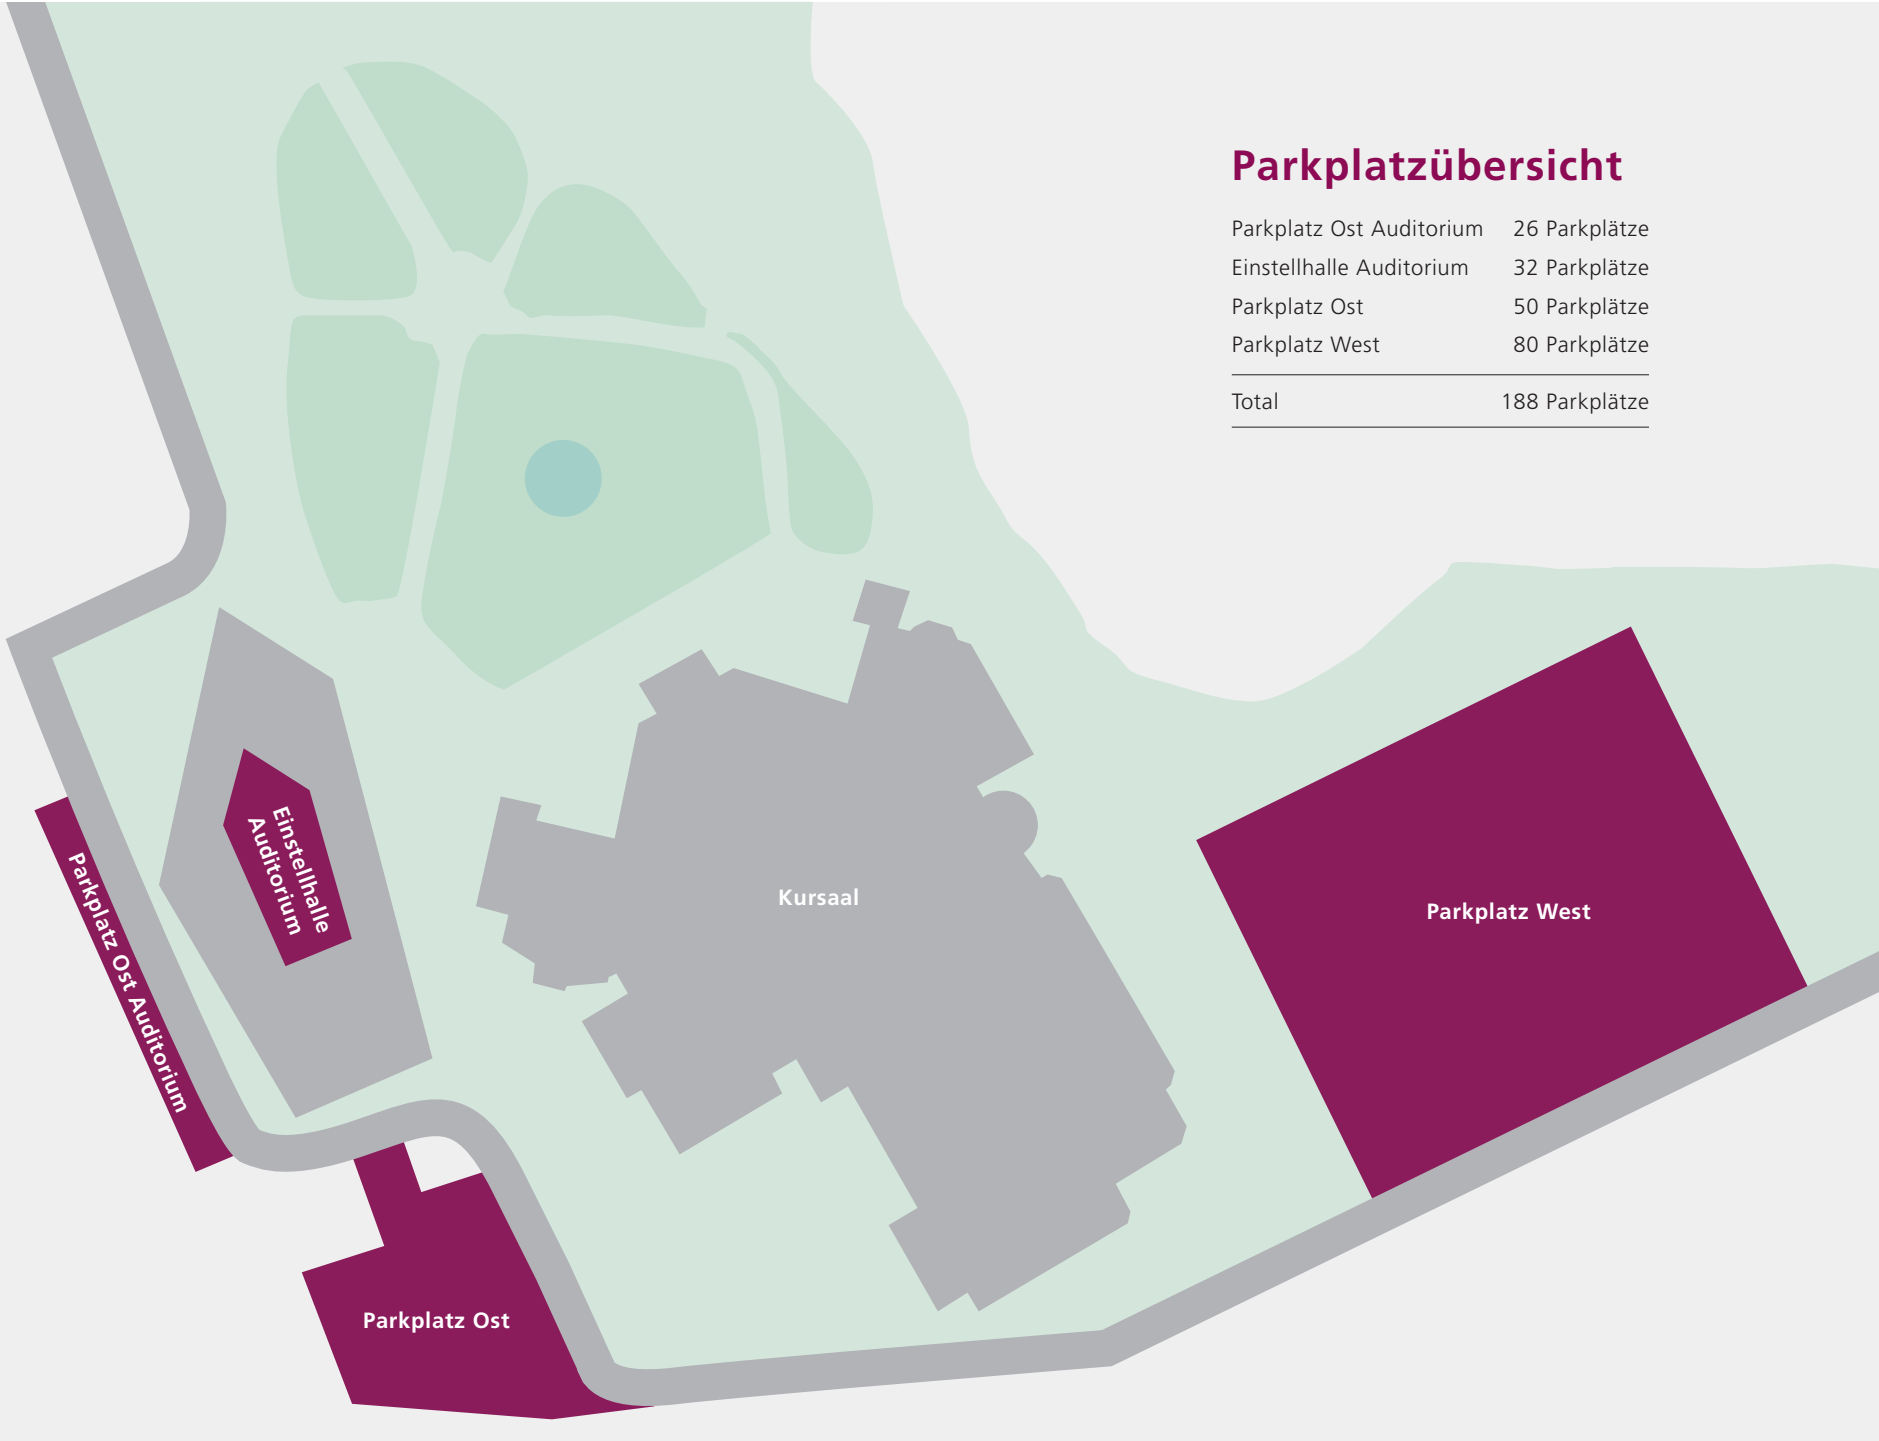 Parkplatzübersicht
Parkplatz Ost Auditorium 26 Parkplätze
Einstellhalle Auditorium 32 Parkplätze
Parkplatz Ost 50 Parkplätze
Parkplatz West 80 Parkplätze
Total 188 Parkplätze
Einstellhalle
Auditorium
Parkplatz Ost Auditorium
Kursaal
Parkplatz West
Parkplatz Ost